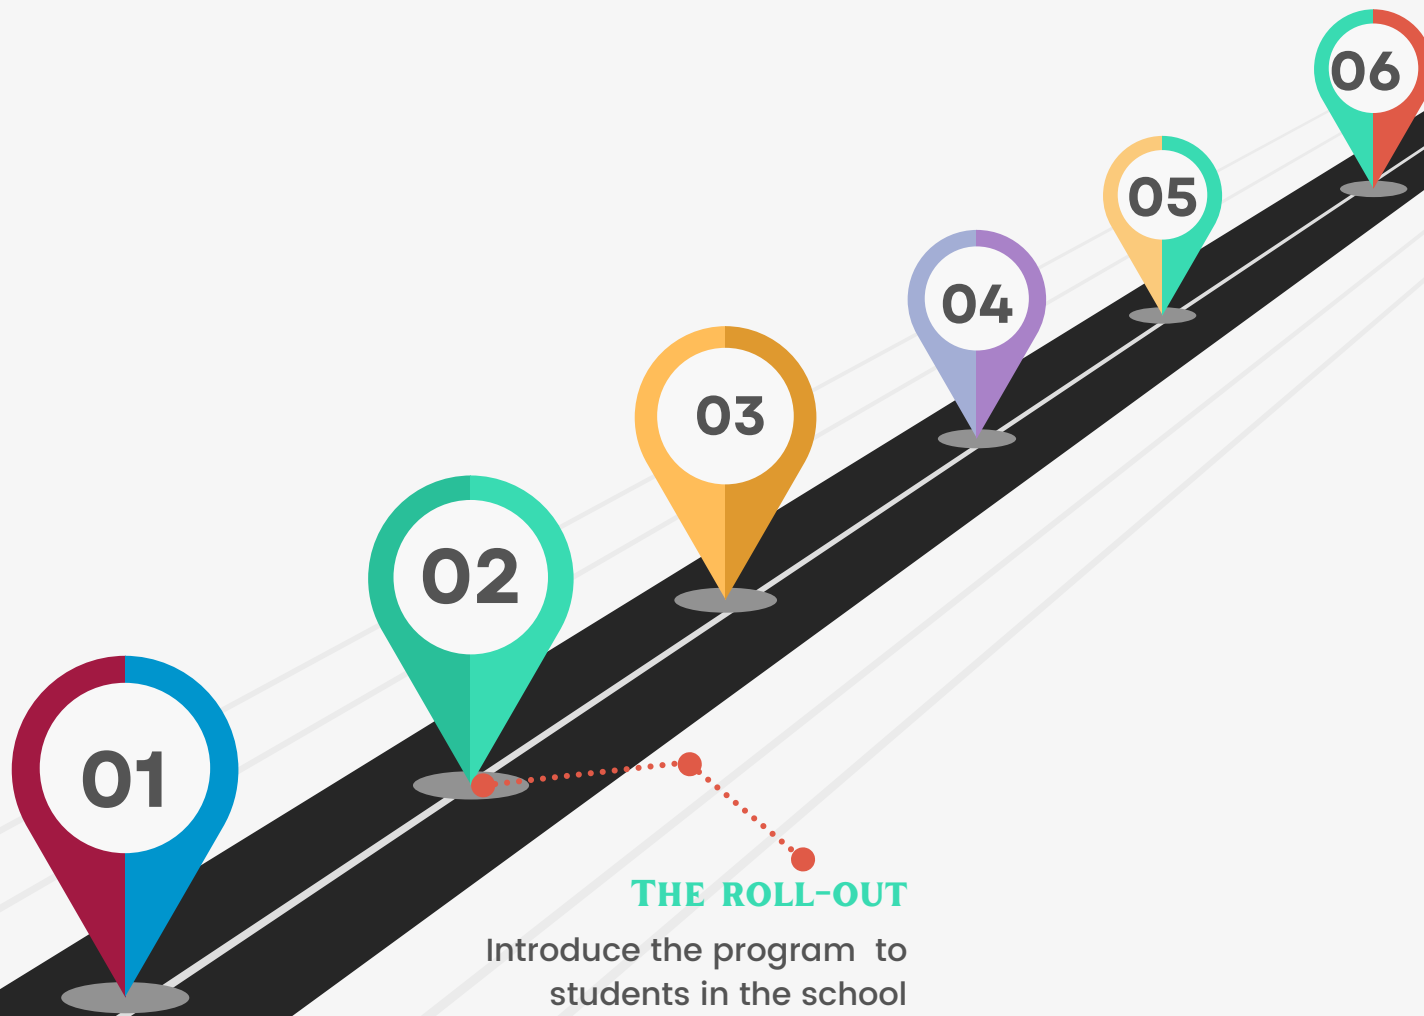 06
05
04
03
02
01
The roll-out
Introduce the program to
students in the school